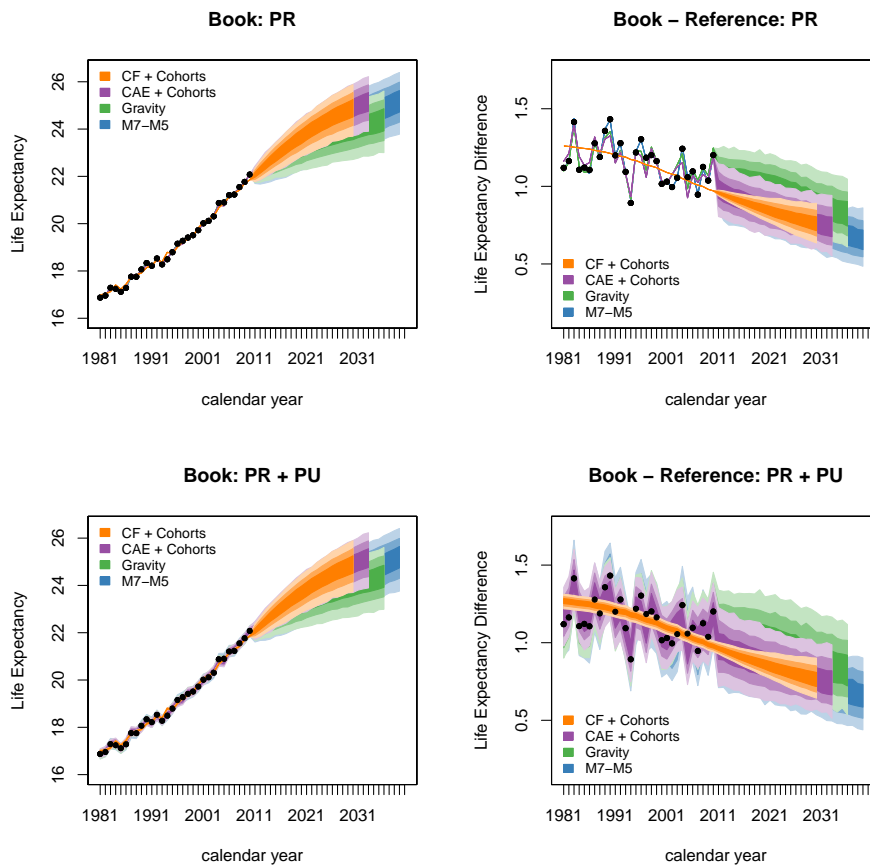 Book: PR
Life Expectancy
26
24
22
20
18
16
CF + Cohorts
CAE + Cohorts
Gravity
M7−M5
1981 1991 2001 2011 2021 2031
calendar year
Book − Reference: PR
Life Expectancy Difference
1.5
1.0
0.5
CF + Cohorts
CAE + Cohorts
Gravity
M7−M5
1981 1991 2001 2011 2021 2031
calendar year
Book: PR + PU
Life Expectancy
26
24
22
20
18
16
CF + Cohorts
CAE + Cohorts
Gravity
M7−M5
1981 1991 2001 2011 2021 2031
calendar year
Book − Reference: PR + PU
Life Expectancy Difference
1.5
1.0
0.5
CF + Cohorts
CAE + Cohorts
Gravity
M7−M5
1981 1991 2001 2011 2021 2031
calendar year